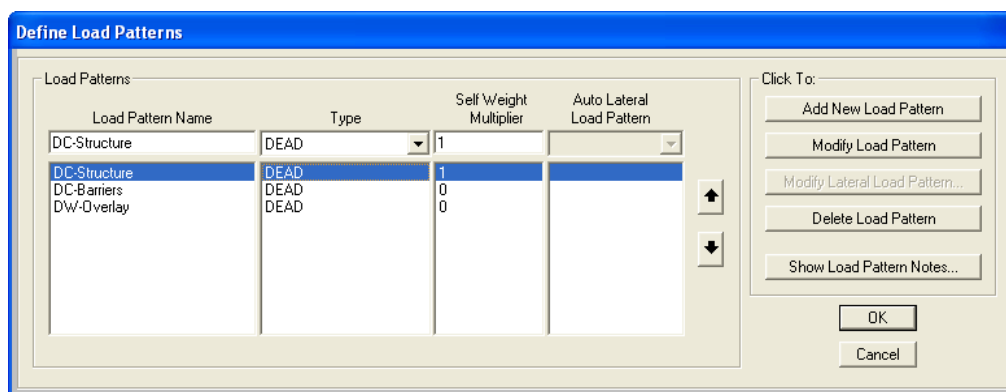 Define Load Patterns
Load Patterns
Click To:
Load Pattern Name Type Self Weight Multiplier Auto Lateral Load Pattern
DC-Structure DEAD 1
DC-Structure DEAD 1
DC-Barriers DEAD 0
DW-Overlay DEAD 0
Add New Load Pattern
Modify Load Pattern
Modify Lateral Load Pattern...
Delete Load Pattern
Show Load Pattern Notes...
OK
Cancel